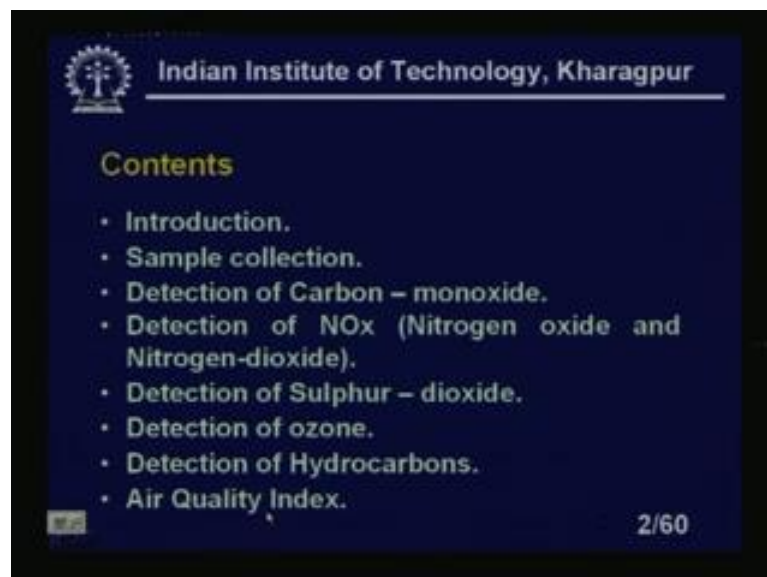 Indian Institute of Technology, Kharagpur
Contents
• Introduction.
• Sample collection.
• Detection of Carbon – monoxide.
• Detection of NOx (Nitrogen oxide and
Nitrogen-dioxide).
• Detection of Sulphur – dioxide.
• Detection of ozone.
• Detection of Hydrocarbons.
• Air Quality Index.
2/60